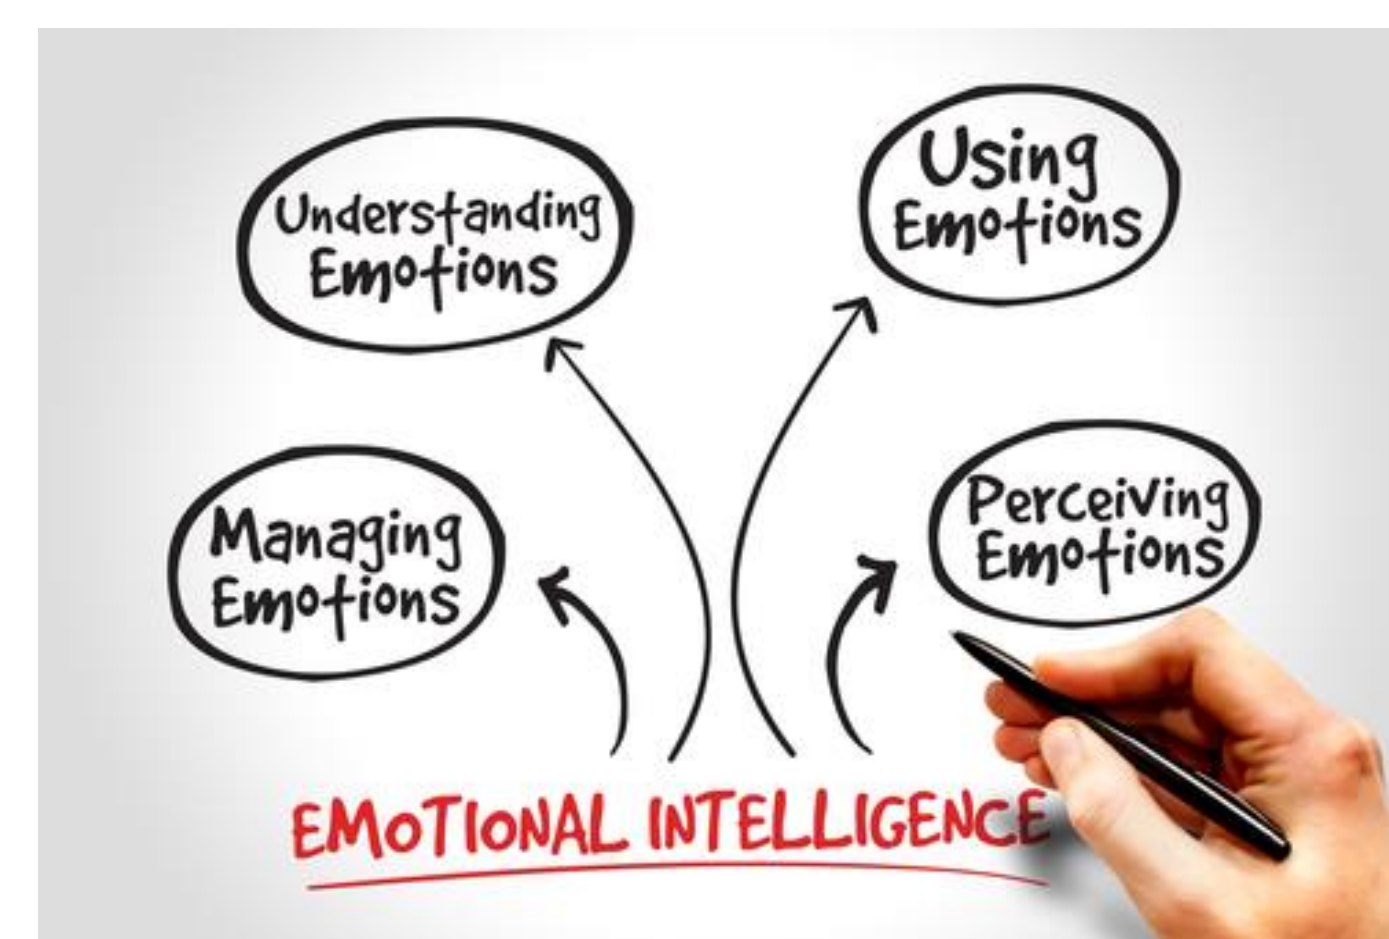 Understanding
Emotions
Using
Emotions
Managing
Emotions
Perceiving
Emotions
EMOTIONAL INTELLIGENCE